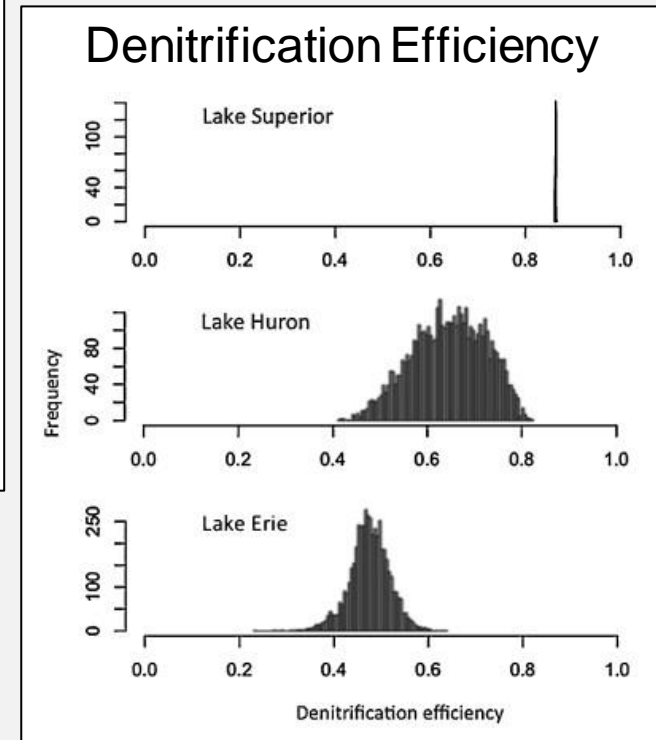 Denitrification Efficiency
Lake Superior
100
40
0
0.0 0.2 0.4 0.6 0.8 1.0
Lake Huron
80
40
0
Frequency
0.0 0.2 0.4 0.6 0.8 1.0
Lake Erie
250
100
0
0.0 0.2 0.4 0.6 0.8 1.0
Denitrification efficiency